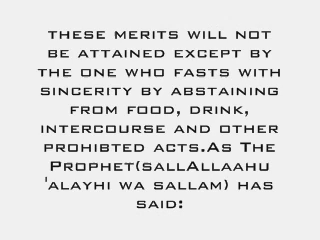 these merits will not
be attained except by
the one who fasts with
sincerity by abstaining
from food, drink,
intercourse and other
prohibted acts.As The
Prophet(sallAllaahu
'alayhi wa sallam) has
said: